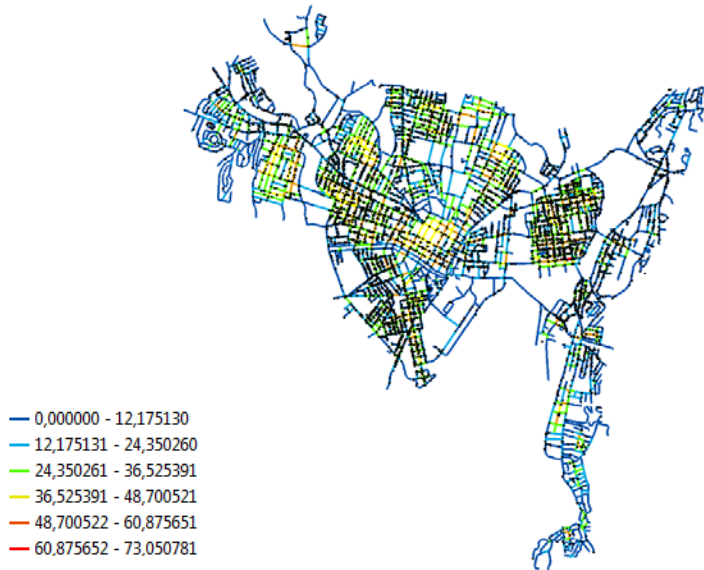 0,000000 - 12,175130
12,175131 - 24,350260
24,350261 - 36,525391
36,525391 - 48,700521
48,700522 - 60,875651
60,875652 - 73,050781